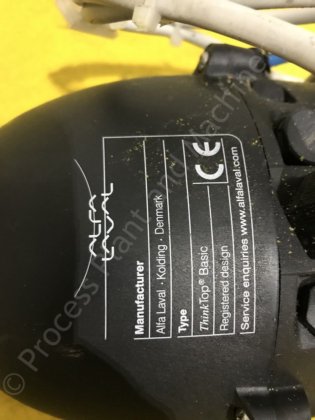 ALFA
LAVAL
Manufacturer
Alfa Laval · Kolding · Denmark
Type
ThinkTop® Basic
Registered design
Service enquiries www.alfalaval.com
CE
© Process Plant and Machinery